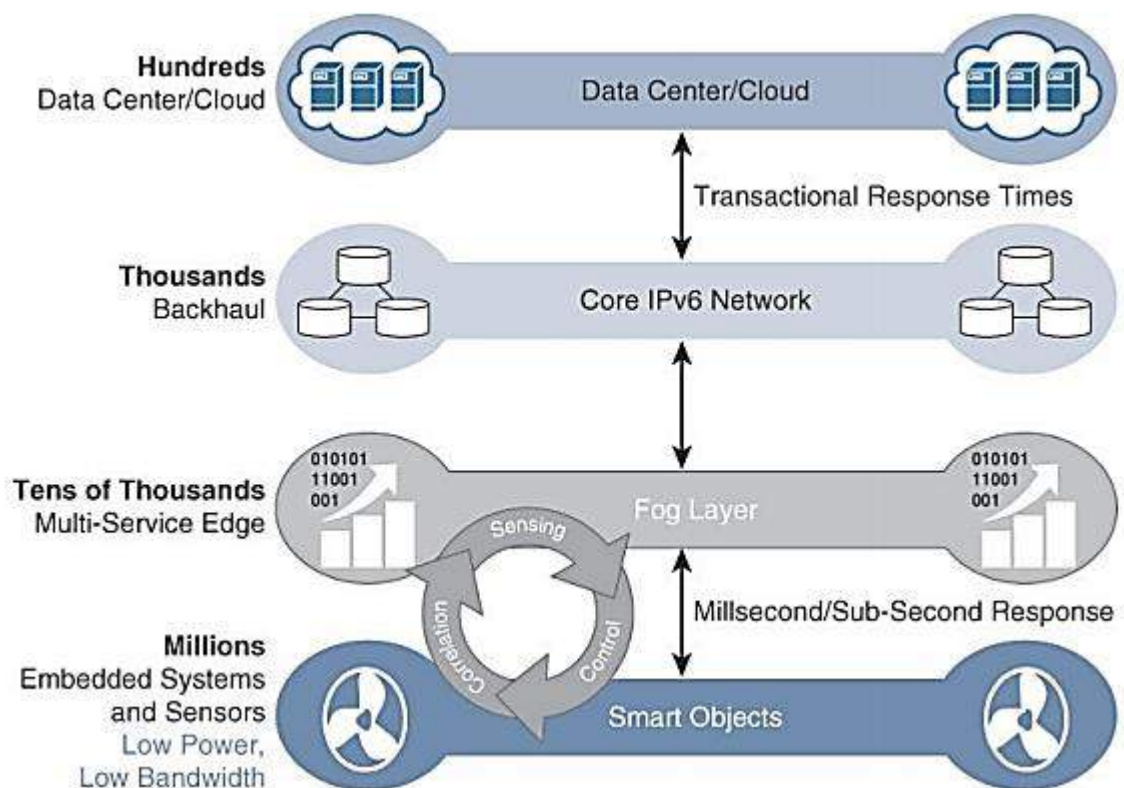 Hundreds
Data Center/Cloud
Data Center/Cloud
Transactional Response Times
Thousands
Backhaul
Core IPv6 Network
010101
11001
001
010101
11001
001
Tens of Thousands
Multi-Service Edge
Fog Layer
Sensing
Control
Correlation
Millsecond/Sub-Second Response
Millions
Embedded Systems
and Sensors
Low Power,
Low Bandwidth
Smart Objects